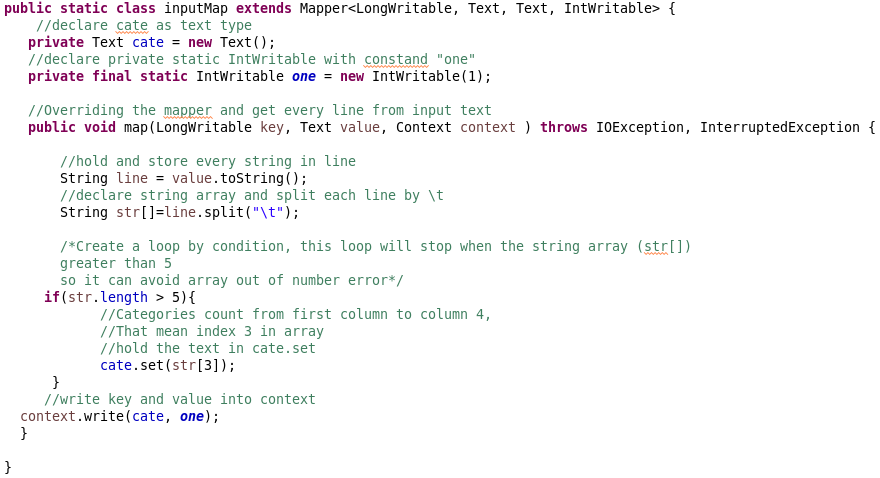 public static class inputMap extends Mapper<LongWritable, Text, Text, IntWritable> {
//declare cate as text type
private Text cate = new Text();
//declare private static IntWritable with constand "one"
private final static IntWritable one = new IntWritable(1);
//Overriding the mapper and get every line from input text
public void map(LongWritable key, Text value, Context context ) throws IOException, InterruptedException {
//hold and store every string in line
String line = value.toString();
//declare string array and split each line by \t
String str[]=line.split("\t");
/*Create a loop by condition, this loop will stop when the string array (str[])
greater than 5
so it can avoid array out of number error*/
if(str.length > 5){
//Categories count from first column to column 4,
//That mean index 3 in array
//hold the text in cate.set
cate.set(str[3]);
}
//write key and value into context
context.write(cate, one);
}
}